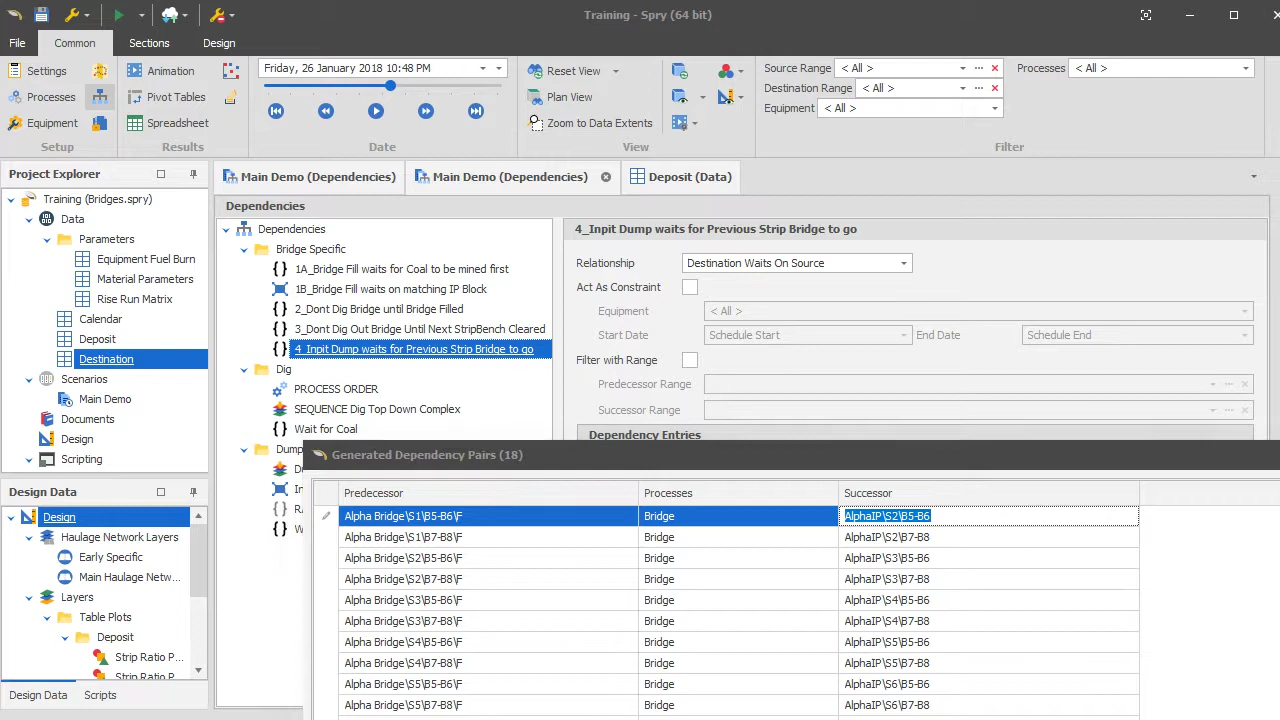 Training - Spry (64 bit)
File
Common
Sections
Design
Settings
Processes
Equipment
Setup
Animation
Pivot Tables
Spreadsheet
Results
Friday, 26 January 2018 10:48 PM
Date
Reset View
Plan View
Zoom to Data Extents
View
Source Range
< All >
Destination Range
< All >
Equipment
< All >
Processes
< All >
Filter
Project Explorer
Training (Bridges.spry)
Data
Parameters
Equipment Fuel Burn
Material Parameters
Rise Run Matrix
Calendar
Deposit
Destination
Scenarios
Main Demo
Documents
Design
Scripting
Design Data
Design
Haulage Network Layers
Early Specific
Main Haulage Netw...
Layers
Table Plots
Deposit
Strip Ratio P...
Strip Ratio P...
Design Data
Scripts
Main Demo (Dependencies)
Main Demo (Dependencies)
Deposit (Data)
Dependencies
Dependencies
Bridge Specific
1A_Bridge Fill waits for Coal to be mined first
1B_Bridge Fill waits on matching IP Block
2_Dont Dig Bridge until Bridge Filled
3_Dont Dig Out Bridge Until Next StripBench Cleared
4_Inpit Dump waits for Previous Strip Bridge to go
Dig
PROCESS ORDER
SEQUENCE Dig Top Down Complex
Wait for Coal
Dump
4_Inpit Dump waits for Previous Strip Bridge to go
Relationship
Destination Waits On Source
Act As Constraint
Equipment
< All >
Start Date
Schedule Start
End Date
Schedule End
Filter with Range
Predecessor Range
Successor Range
Dependency Entries
Generated Dependency Pairs (18)
Predecessor Processes Successor
Alpha Bridge\S1\B5-B6\F Bridge AlphaIP\S2\B5-B6
Alpha Bridge\S1\B7-B8\F Bridge AlphaIP\S2\B7-B8
Alpha Bridge\S2\B5-B6\F Bridge AlphaIP\S3\B5-B6
Alpha Bridge\S2\B7-B8\F Bridge AlphaIP\S3\B7-B8
Alpha Bridge\S3\B5-B6\F Bridge AlphaIP\S4\B5-B6
Alpha Bridge\S3\B7-B8\F Bridge AlphaIP\S4\B7-B8
Alpha Bridge\S4\B5-B6\F Bridge AlphaIP\S5\B5-B6
Alpha Bridge\S4\B7-B8\F Bridge AlphaIP\S5\B7-B8
Alpha Bridge\S5\B5-B6\F Bridge AlphaIP\S6\B5-B6
Alpha Bridge\S5\B7-B8\F Bridge AlphaIP\S6\B7-B8